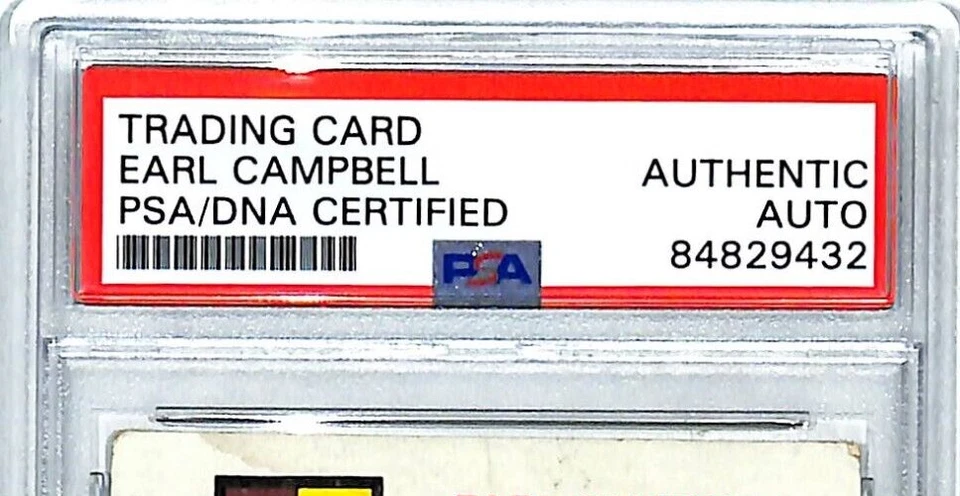 TRADING CARD
EARL CAMPBELL
PSA/DNA CERTIFIED
AUTHENTIC
AUTO
84829432
PSA